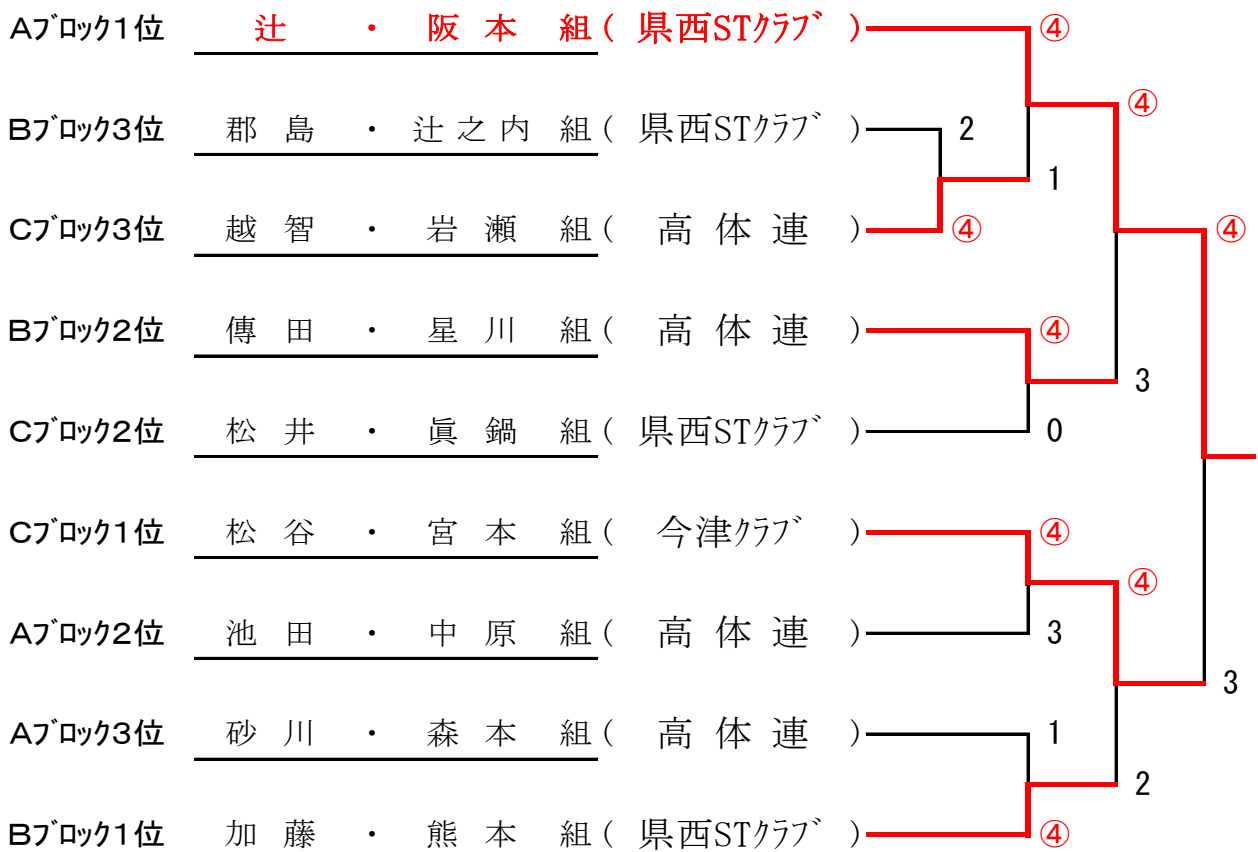 Aブロック1位 辻 ・ 阪本 組 ( 県西STクラブ ) ④
④
Bブロック3位 郡島 ・ 辻之内 組 ( 県西STクラブ ) 2
1
Cブロック3位 越智 ・ 岩瀬 組 ( 高体連 ) ④ ④
Bブロック2位 傳田 ・ 星川 組 ( 高体連 ) ④
3
Cブロック2位 松井 ・ 眞鍋 組 ( 県西STクラブ ) 0
Cブロック1位 松谷 ・ 宮本 組 ( 今津クラブ ) ④
④
Aブロック2位 池田 ・ 中原 組 ( 高体連 ) 3
3
Aブロック3位 砂川 ・ 森本 組 ( 高体連 ) 1
2
Bブロック1位 加藤 ・ 熊本 組 ( 県西STクラブ ) ④